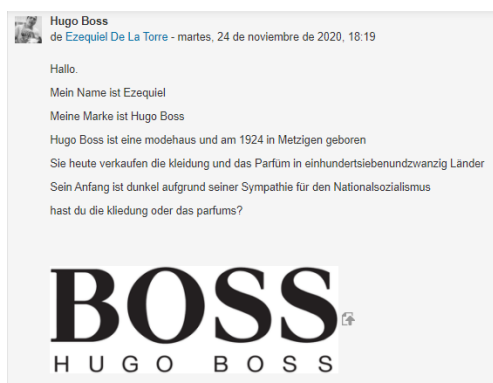 Hugo Boss
de Ezequiel De La Torre - martes, 24 de noviembre de 2020, 18:19
Hallo.
Mein Name ist Ezequiel
Meine Marke ist Hugo Boss
Hugo Boss ist eine modehaus und am 1924 in Metzigen geboren
Sie heute verkaufen die kleidung und das Parfüm in einhundertsiebenundzwanzig Länder
Sein Anfang ist dunkel aufgrund seiner Sympathie für den Nationalsozialismus
hast du die kliedung oder das parfums?
BOSS
HUGO BOSS